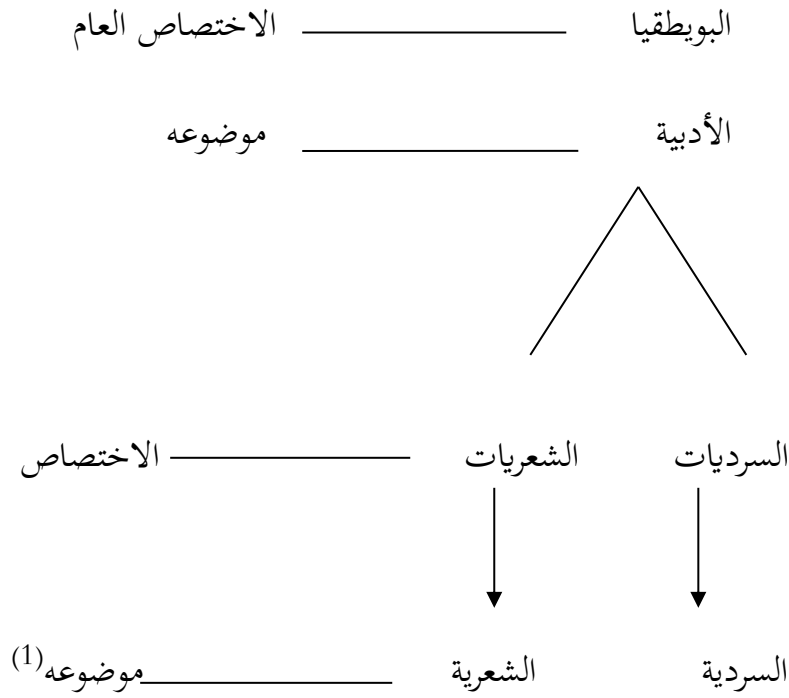 البويطقيا الاختصاص العام
الأدبية موضوعه
السرديات الشعريات الاختصاص
السردية الشعرية موضوعه(1)